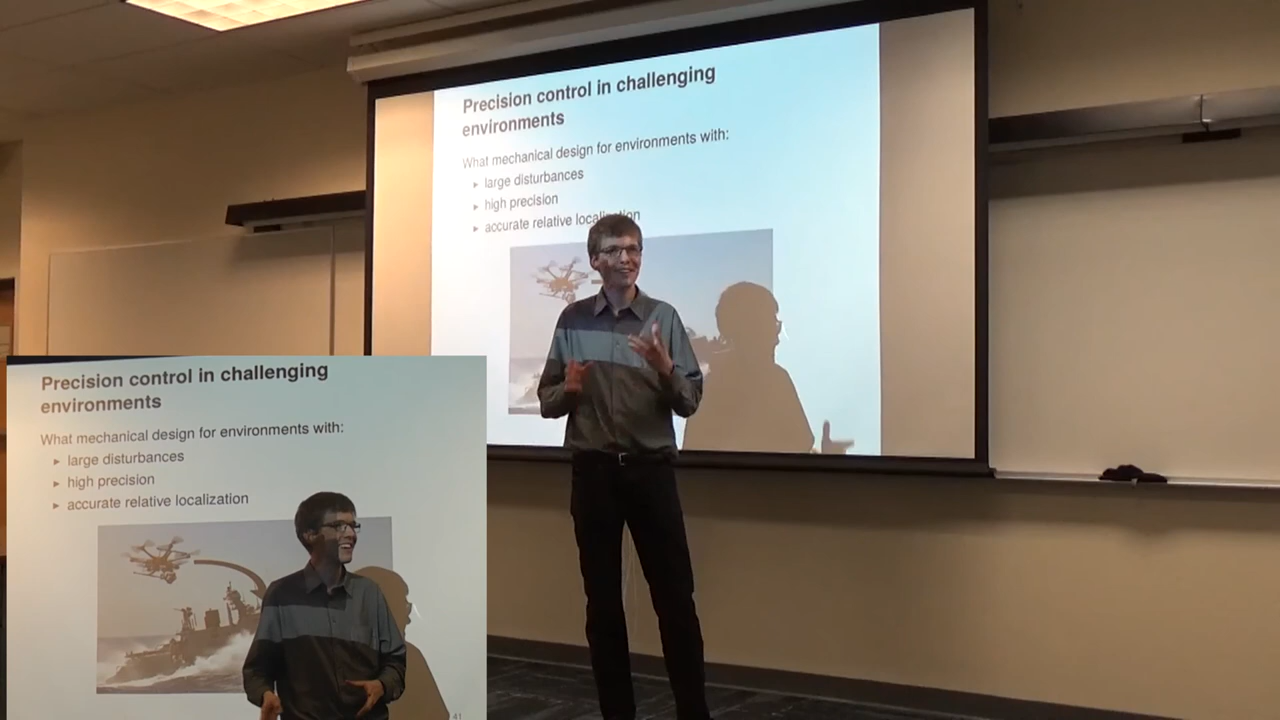 Precision control in challenging
environments
What mechanical design for environments with:
large disturbances
high precision
accurate relative localization
Precision control in challenging
environments
What mechanical design for environments with:
large disturbances
high precision
accurate relative localization
41